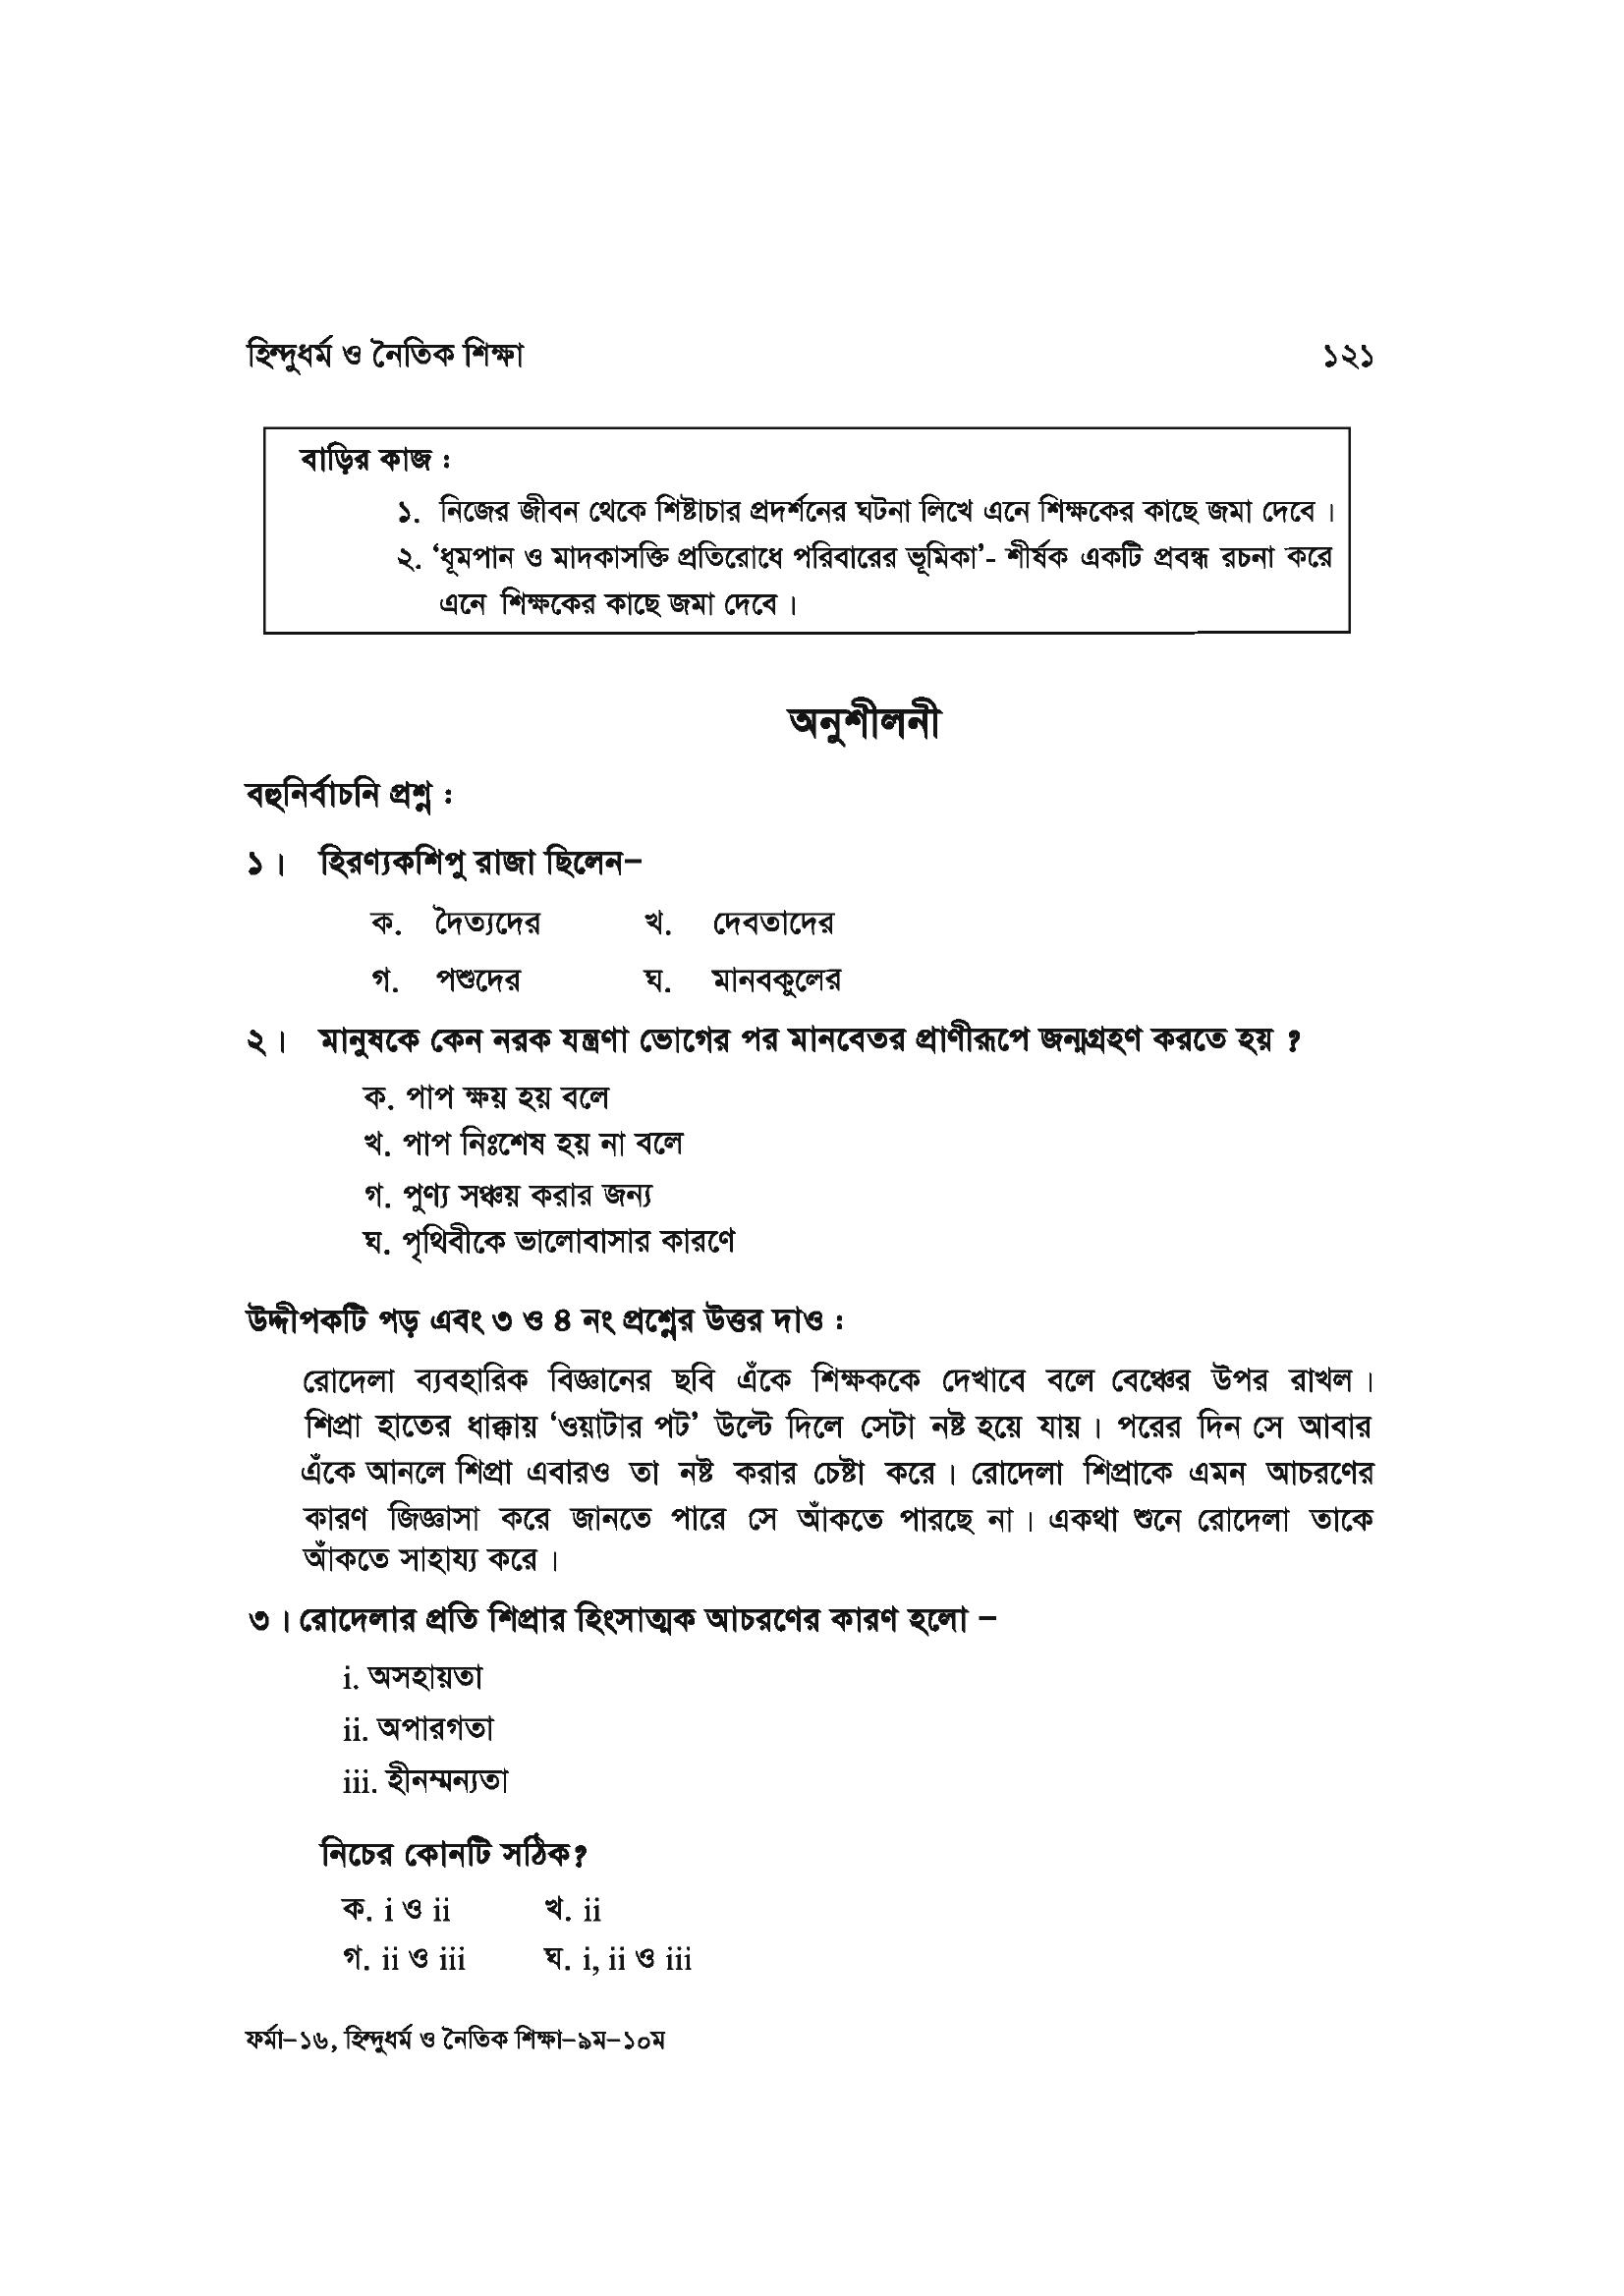 হিন্দুধর্ম ও নৈতিক শিক্ষা ১২১
বাড়ির কাজ :
১. নিজের জীবন থেকে শিষ্টাচার প্রদর্শনের ঘটনা লিখে এনে শিক্ষকের কাছে জমা দেবে।
২. ‘ধূমপান ও মাদকাসক্তি প্রতিরোধে পরিবারের ভূমিকা’- শীর্ষক একটি প্রবন্ধ রচনা করে
এনে শিক্ষকের কাছে জমা দেবে।
অনুশীলনী
বহুনির্বাচনি প্রশ্ন :
১। হিরণ্যকশিপু রাজা ছিলেন–
ক. দৈত্যদের খ. দেবতাদের
গ. পশুদের ঘ. মানবকুলের
২। মানুষকে কেন নরক যন্ত্রণা ভোগের পর মানবেতর প্রাণীরূপে জন্মগ্রহণ করতে হয় ?
ক. পাপ ক্ষয় হয় বলে
খ. পাপ নিঃশেষ হয় না বলে
গ. পুণ্য সঞ্চয় করার জন্য
ঘ. পৃথিবীকে ভালোবাসার কারণে
উদ্দীপকটি পড় এবং ৩ ও ৪ নং প্রশ্নের উত্তর দাও :
রোদেলা ব্যবহারিক বিজ্ঞানের ছবি এঁকে শিক্ষককে দেখাবে বলে বেঞ্চের উপর রাখল।
শিপ্রা হাতের ধাক্কায় ‘ওয়াটার পট’ উল্টে দিলে সেটা নষ্ট হয়ে যায়। পরের দিন সে আবার
এঁকে আনলে শিপ্রা এবারও তা নষ্ট করার চেষ্টা করে। রোদেলা শিপ্রাকে এমন আচরণের
কারণ জিজ্ঞাসা করে জানতে পারে সে আঁকতে পারছে না। একথা শুনে রোদেলা তাকে
আঁকতে সাহায্য করে।
৩। রোদেলার প্রতি শিপ্রার হিংসাত্মক আচরণের কারণ হলো –
i. অসহায়তা
ii. অপারগতা
iii. হীনম্মন্যতা
নিচের কোনটি সঠিক?
ক. i ও ii খ. ii
গ. ii ও iii ঘ. i, ii ও iii
ফর্মা–১৬, হিন্দুধর্ম ও নৈতিক শিক্ষা–৯ম–১০ম